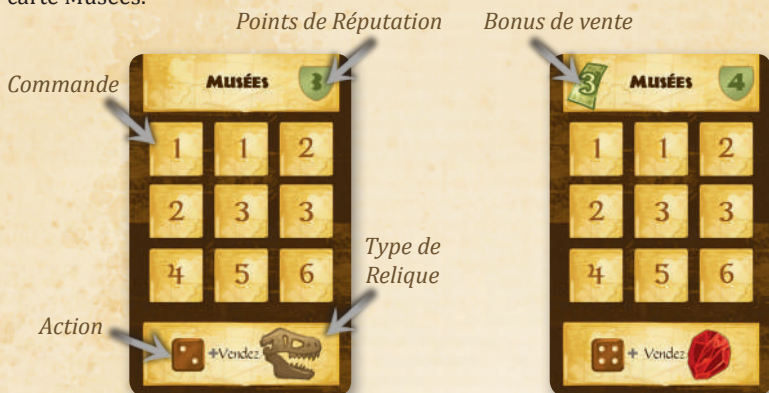 carte Musées.
Points de Réputation
Bonus de vente
Commande
MUSÉES 3
3 MUSÉES 4
1 1 2
1 1 2
2 3 3
2 3 3
Type de
Relique
4 5 6
4 5 6
Action
+Vendez
+ Vendez